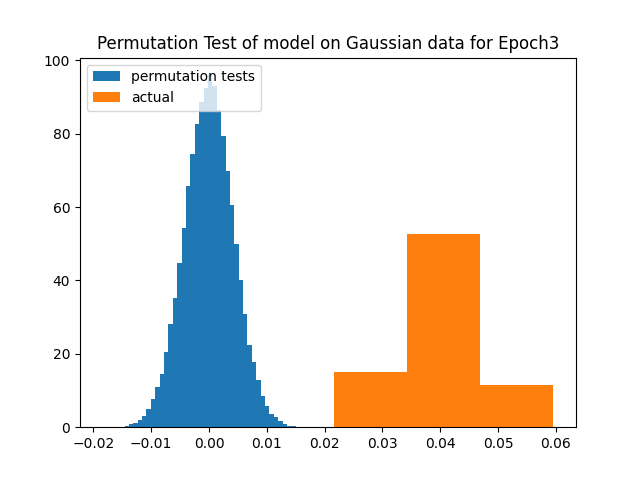 Permutation Test of model on Gaussian data for Epoch3
100
80
60
40
20
0
permutation tests
actual
−0.02 −0.01 0.00 0.01 0.02 0.03 0.04 0.05 0.06